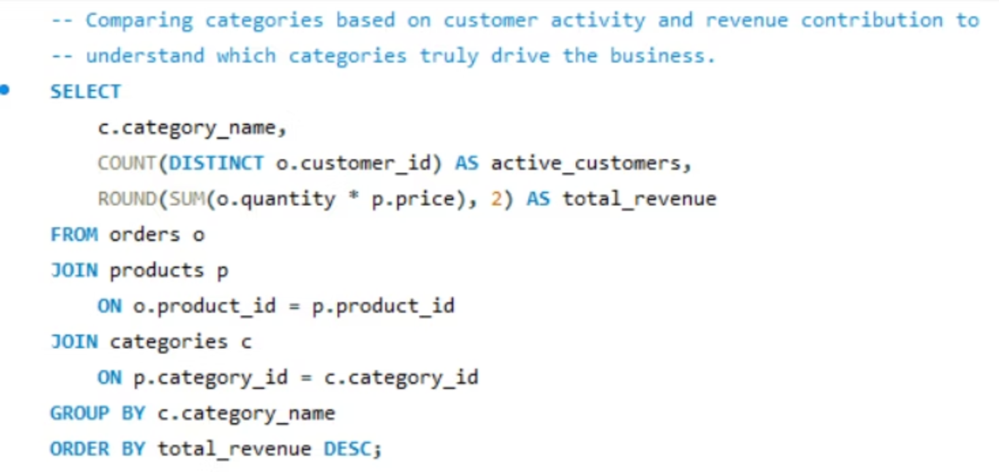 -- Comparing categories based on customer activity and revenue contribution to
-- understand which categories truly drive the business.
SELECT
    c.category_name,
    COUNT(DISTINCT o.customer_id) AS active_customers,
    ROUND(SUM(o.quantity * p.price), 2) AS total_revenue
FROM orders o
JOIN products p
    ON o.product_id = p.product_id
JOIN categories c
    ON p.category_id = c.category_id
GROUP BY c.category_name
ORDER BY total_revenue DESC;